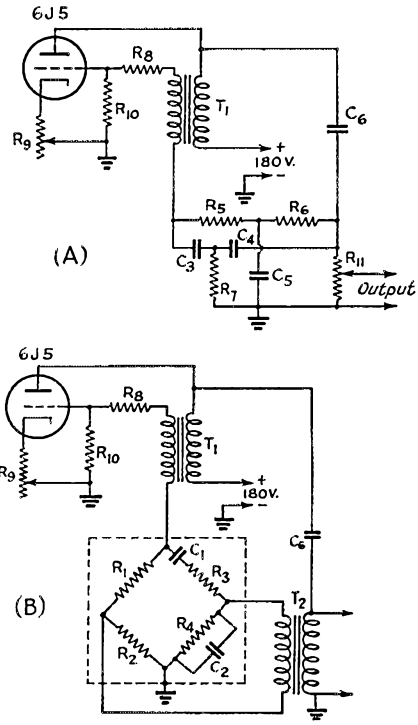 6J5
R8
R10
R9
T1
C6
+
180V.
-
R5
R6
C3
C4
C5
R7
R11
Output
(A)
6J5
R8
R10
R9
T1
+
180V.
-
C6
R1
C1
R3
R2
R4
C2
T2
(B)